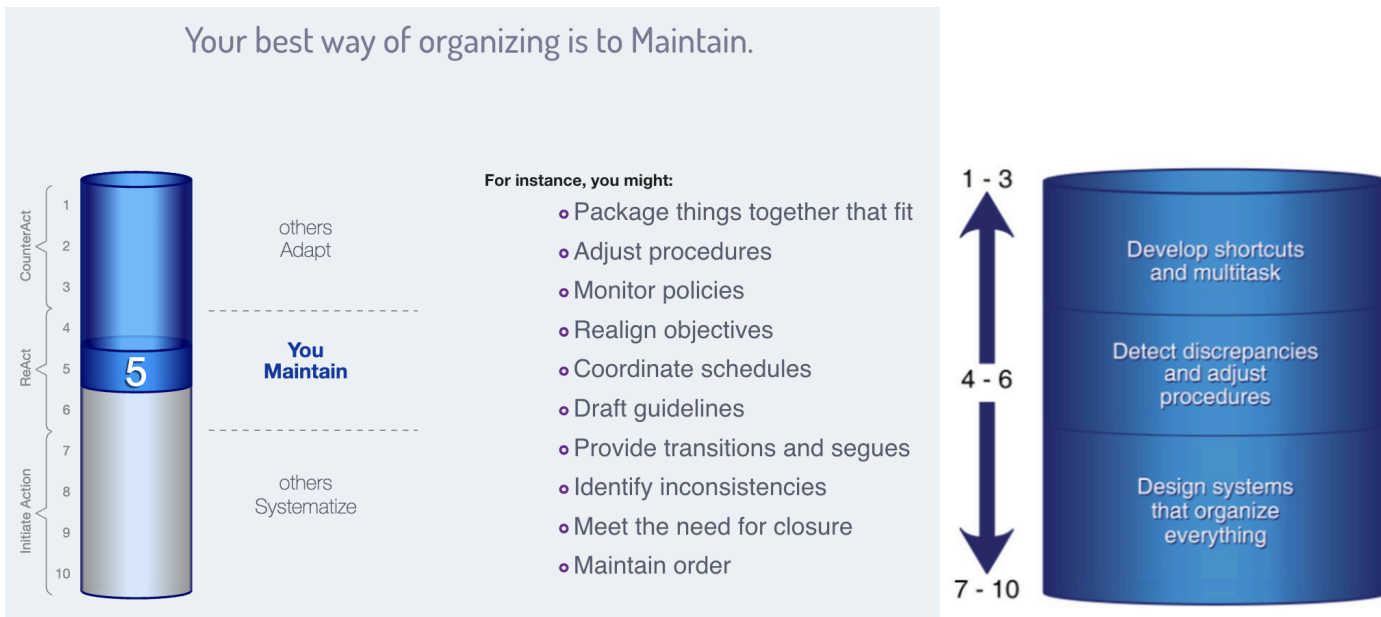 Your best way of organizing is to Maintain.
CounterAct
ReAct
Initiate Action
1
2
3
4
5
6
7
8
9
10
5
others
Adapt
You
Maintain
others
Systematize
For instance, you might:
Package things together that fit
Adjust procedures
Monitor policies
Realign objectives
Coordinate schedules
Draft guidelines
Provide transitions and segues
Identify inconsistencies
Meet the need for closure
Maintain order
1 - 3
4 - 6
7 - 10
Develop shortcuts
and multitask
Detect discrepancies
and adjust
procedures
Design systems
that organize
everything